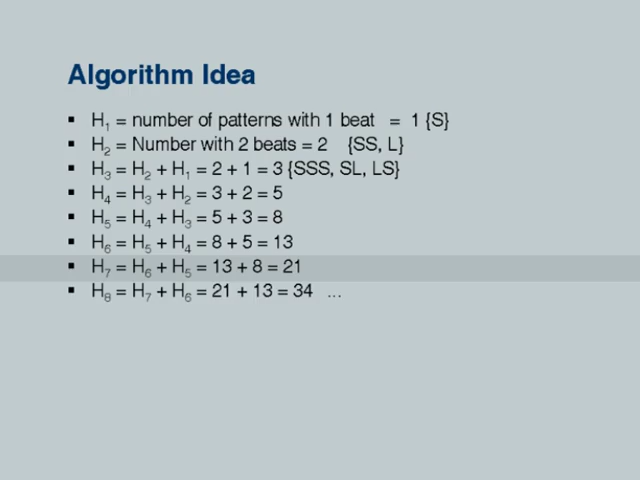 Algorithm Idea
▪ H₁ = number of patterns with 1 beat = 1 {S}
▪ H₂ = Number with 2 beats = 2 {SS, L}
▪ H₃ = H₂ + H₁ = 2 + 1 = 3 {SSS, SL, LS}
▪ H₄ = H₃ + H₂ = 3 + 2 = 5
▪ H₅ = H₄ + H₃ = 5 + 3 = 8
▪ H₆ = H₅ + H₄ = 8 + 5 = 13
▪ H₇ = H₆ + H₅ = 13 + 8 = 21
▪ H₈ = H₇ + H₆ = 21 + 13 = 34 ...